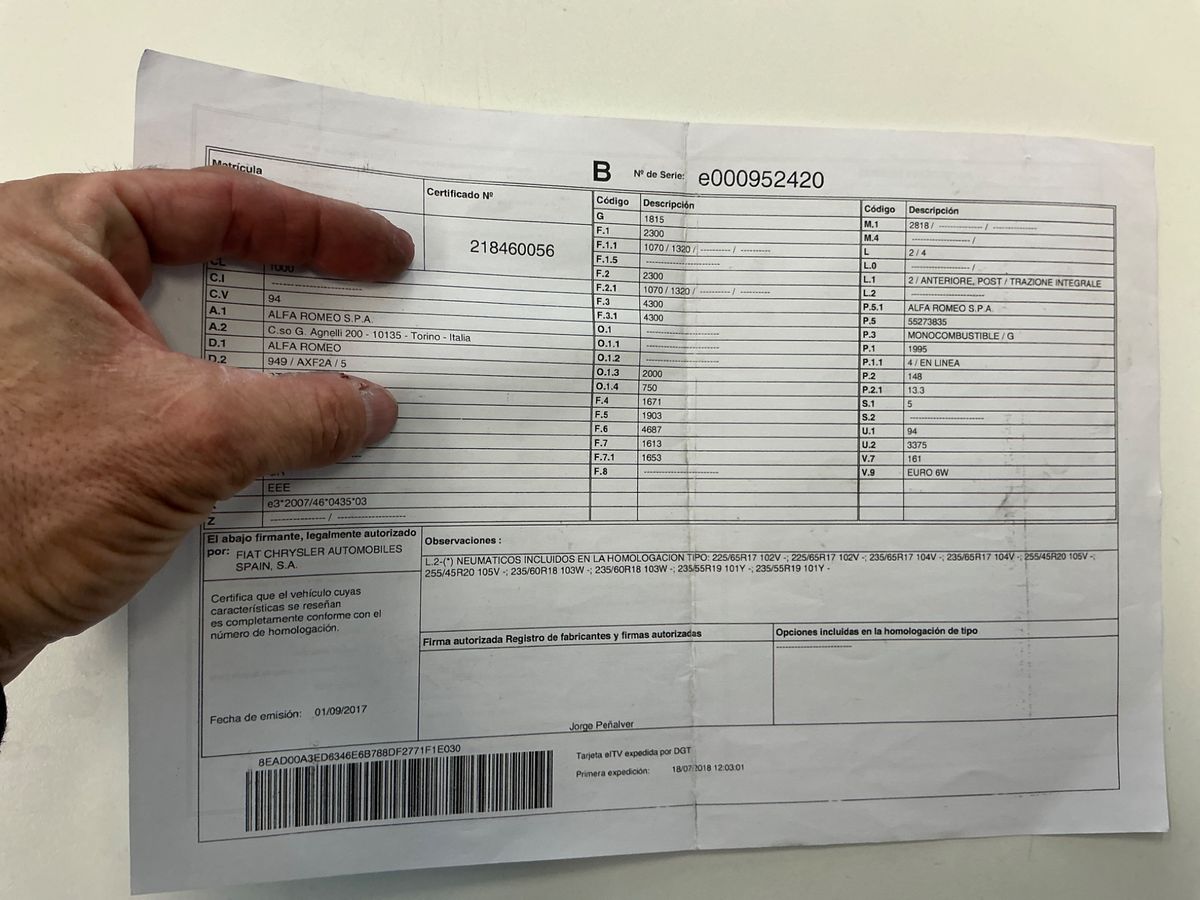 Matrícula
B Nº de Serie: e000952420
Certificado Nº
218460056
CL 1000
C.I ---------------------
C.V 94
A.1 ALFA ROMEO S.P.A.
A.2 C.so G. Agnelli 200 - 10135 - Torino - Italia
D.1 ALFA ROMEO
D.2 949 / AXF2A / 5
EEE
e3*2007/46*0435*03
Z ------------- / ----------------
Código Descripción
G 1815
F.1 2300
F.1.1 1070 / 1320 / --------- / ---------
F.1.5 ---------------------
F.2 2300
F.2.1 1070 / 1320 / --------- / ---------
F.3 4300
F.3.1 4300
O.1 ---------------------
O.1.1 ---------------------
O.1.2 ---------------------
O.1.3 2000
O.1.4 750
F.4 1671
F.5 1903
F.6 4687
F.7 1613
F.7.1 1653
F.8 ---------------------
Código Descripción
M.1 2818 / ------------- / -------------
M.4 ----------------- /
L 2 / 4
L.0 ----------------- /
L.1 2 / ANTERIORE, POST / TRAZIONE INTEGRALE
L.2 ---------------------
P.5.1 ALFA ROMEO S.P.A.
P.5 55273835
P.3 MONOCOMBUSTIBLE / G
P.1 1995
P.1.1 4 / EN LINEA
P.2 148
P.2.1 13.3
S.1 5
S.2 ---------------------
U.1 94
U.2 3375
V.7 161
V.9 EURO 6W
El abajo firmante, legalmente autorizado
por: FIAT CHRYSLER AUTOMOBILES
SPAIN, S.A.
Certifica que el vehículo cuyas
características se reseñan
es completamente conforme con el
número de homologación.
Fecha de emisión: 01/09/2017
Observaciones :
L.2-(*) NEUMATICOS INCLUIDOS EN LA HOMOLOGACION TIPO: 225/65R17 102V -; 225/65R17 102V -; 235/65R17 104V -; 235/65R17 104V -; 255/45R20 105V -;
255/45R20 105V -; 235/60R18 103W -; 235/60R18 103W -; 235/55R19 101Y -; 235/55R19 101Y -
Firma autorizada Registro de fabricantes y firmas autorizadas
Jorge Peñalver
Opciones incluidas en la homologación de tipo
---------------------
8EAD00A3ED6346E6B768DF2771F1E030
Tarjeta eITV expedida por DGT
Primera expedición: 18/07/2018 12:03:01